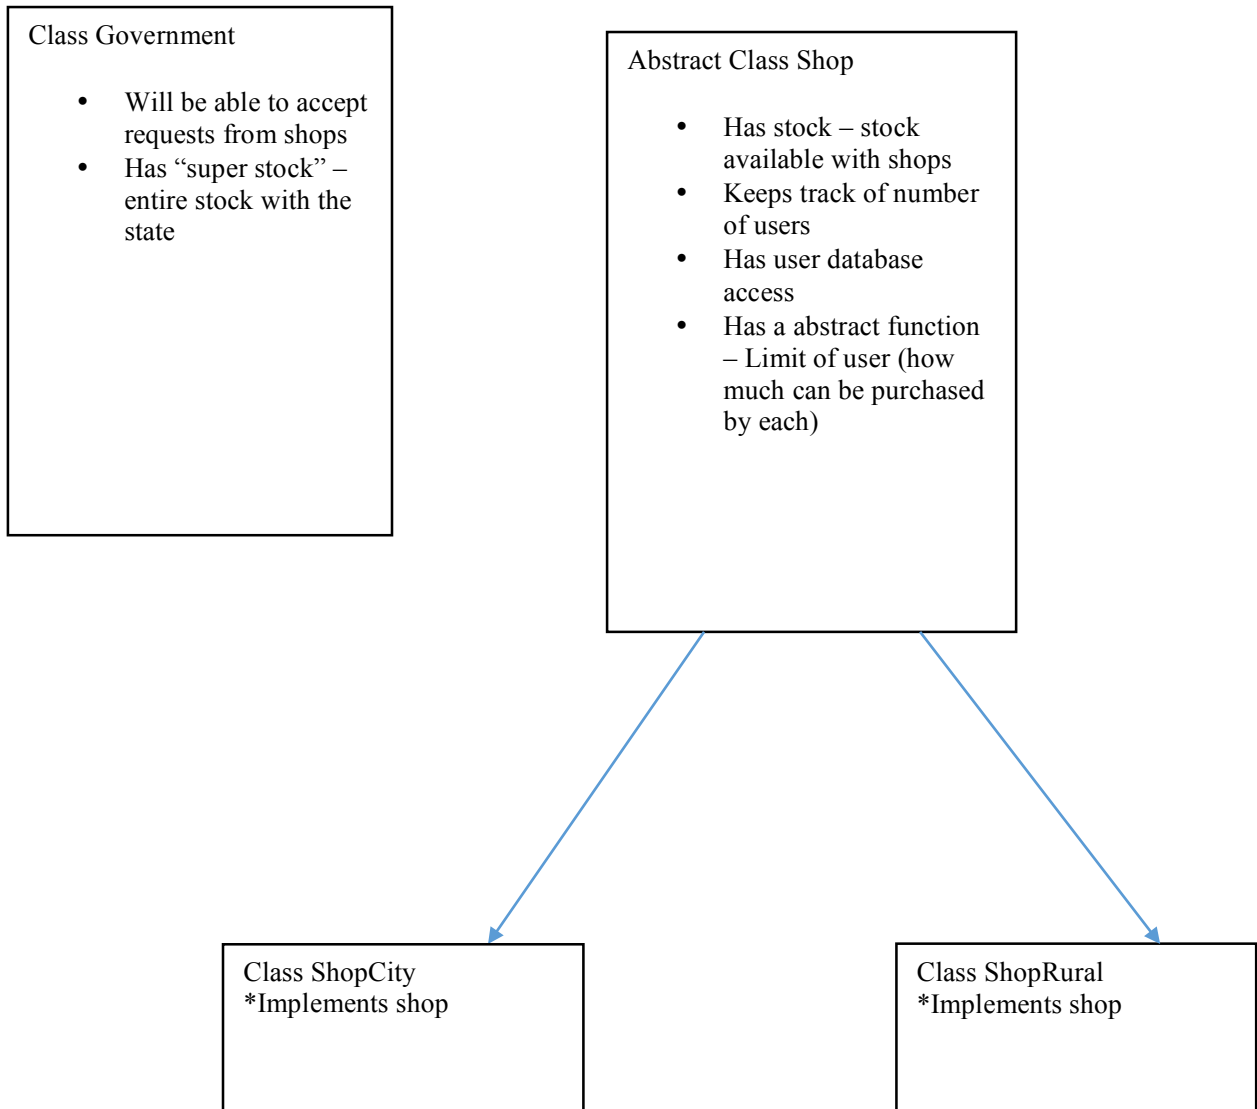 Class Government
• Will be able to accept
requests from shops
• Has “super stock” –
entire stock with the
state
Abstract Class Shop
• Has stock – stock
available with shops
• Keeps track of number
of users
• Has user database
access
• Has a abstract function
– Limit of user (how
much can be purchased
by each)
Class ShopCity
*Implements shop
Class ShopRural
*Implements shop